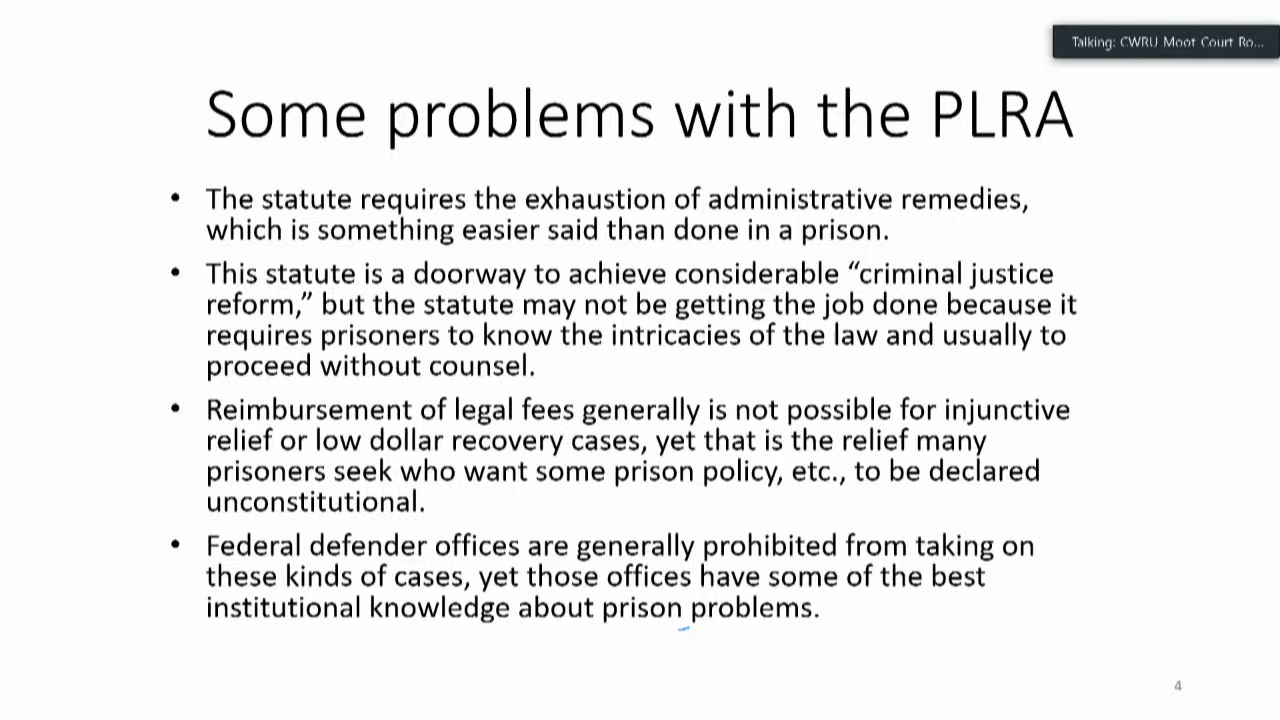 Talking: CWRU Moot Court Ro...
Some problems with the PLRA
• The statute requires the exhaustion of administrative remedies,
which is something easier said than done in a prison.
• This statute is a doorway to achieve considerable “criminal justice
reform,” but the statute may not be getting the job done because it
requires prisoners to know the intricacies of the law and usually to
proceed without counsel.
• Reimbursement of legal fees generally is not possible for injunctive
relief or low dollar recovery cases, yet that is the relief many
prisoners seek who want some prison policy, etc., to be declared
unconstitutional.
• Federal defender offices are generally prohibited from taking on
these kinds of cases, yet those offices have some of the best
institutional knowledge about prison problems.
4